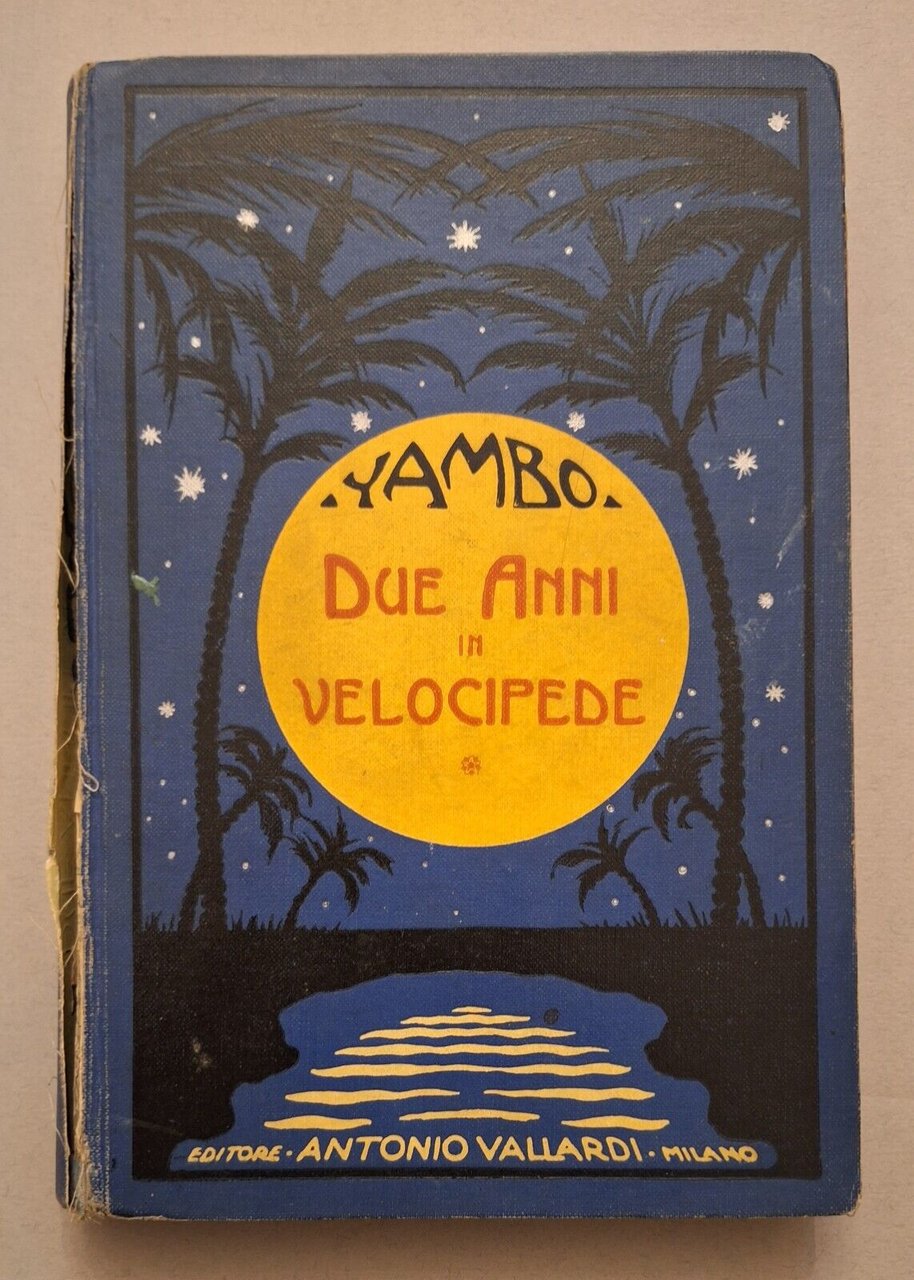 .YAMBO.
DUE ANNI
IN
VELOCIPEDE
EDITORE · ANTONIO VALLARDI · MILANO